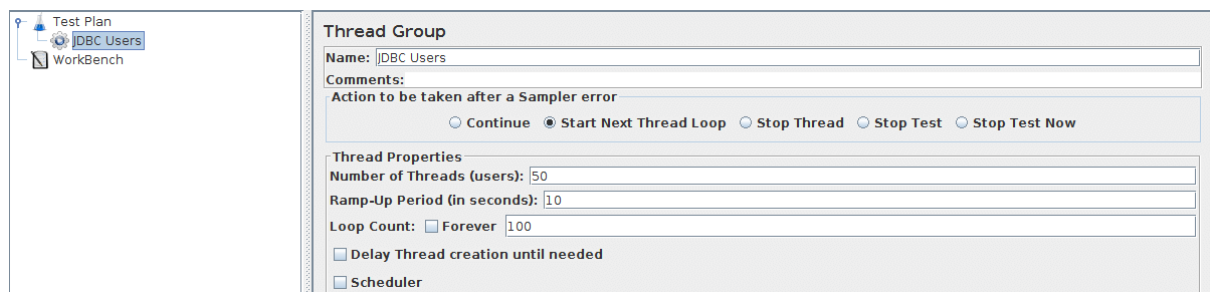 Test Plan
JDBC Users
WorkBench
Thread Group
Name: JDBC Users
Comments:
Action to be taken after a Sampler error
Continue Start Next Thread Loop Stop Thread Stop Test Stop Test Now
Thread Properties
Number of Threads (users): 50
Ramp-Up Period (in seconds): 10
Loop Count: Forever 100
Delay Thread creation until needed
Scheduler